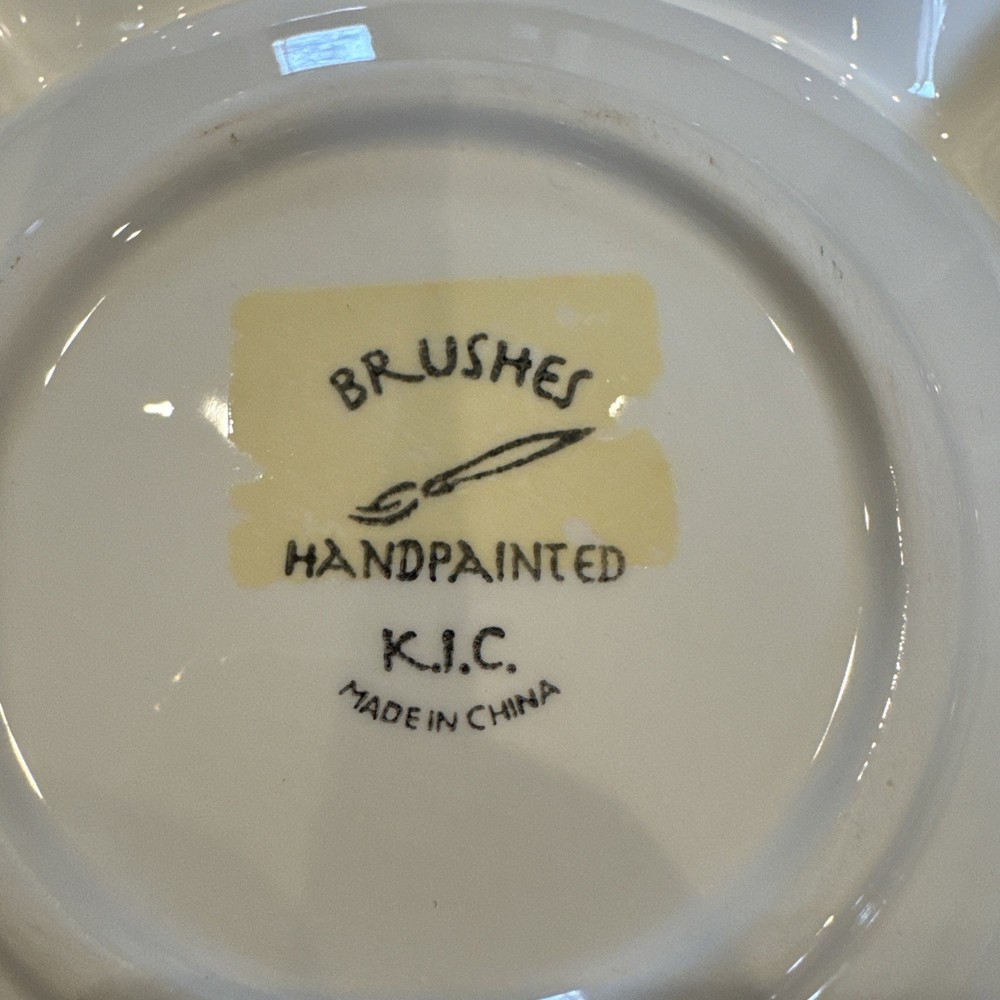 BRUSHES
HANDPAINTED
K.I.C.
MADE IN CHINA